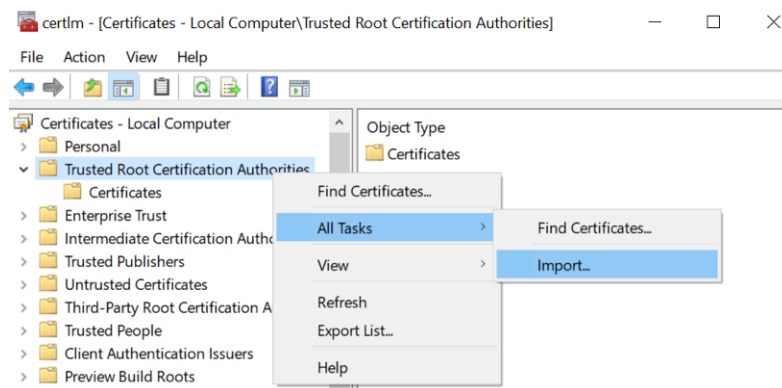 certlm - [Certificates - Local Computer\Trusted Root Certification Authorities]
File Action View Help
Certificates - Local Computer
Personal
Trusted Root Certification Authorities
Certificates
Enterprise Trust
Intermediate Certification Autho
Trusted Publishers
Untrusted Certificates
Third-Party Root Certification A
Trusted People
Client Authentication Issuers
Preview Build Roots
Object Type
Certificates
Find Certificates...
All Tasks
View
Refresh
Export List...
Help
Find Certificates...
Import...